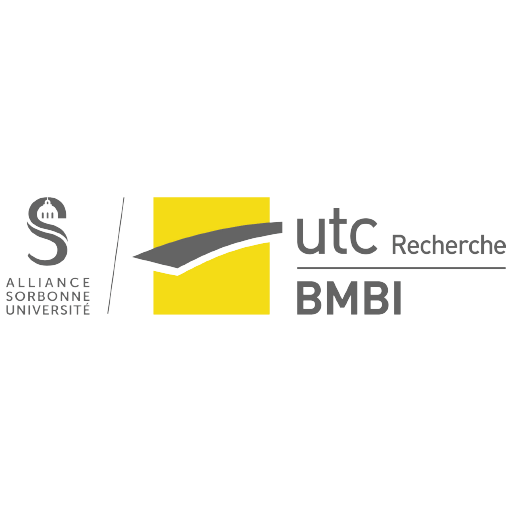 ALLIANCE
SORBONNE
UNIVERSITÉ
utc Recherche
BMBI